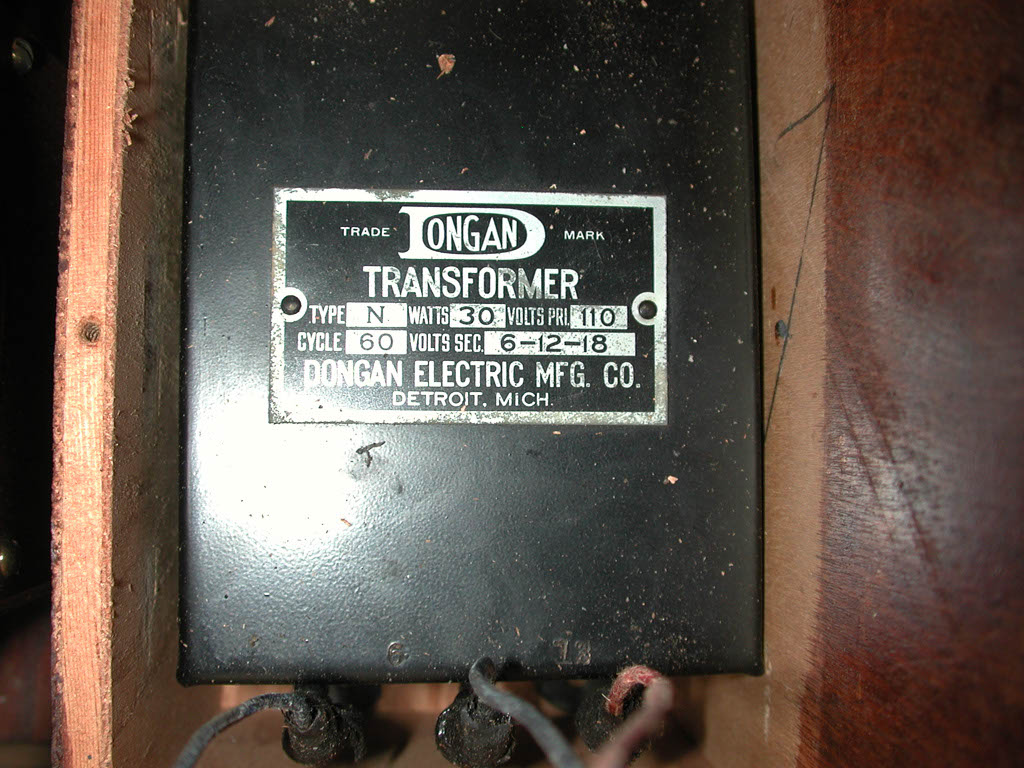 TRADE DONGAN MARK
TRANSFORMER
TYPE N WATTS 30 VOLTS PRI. 110
CYCLE 60 VOLTS SEC. 6-12-18
DONGAN ELECTRIC MFG. CO.
DETROIT, MICH.